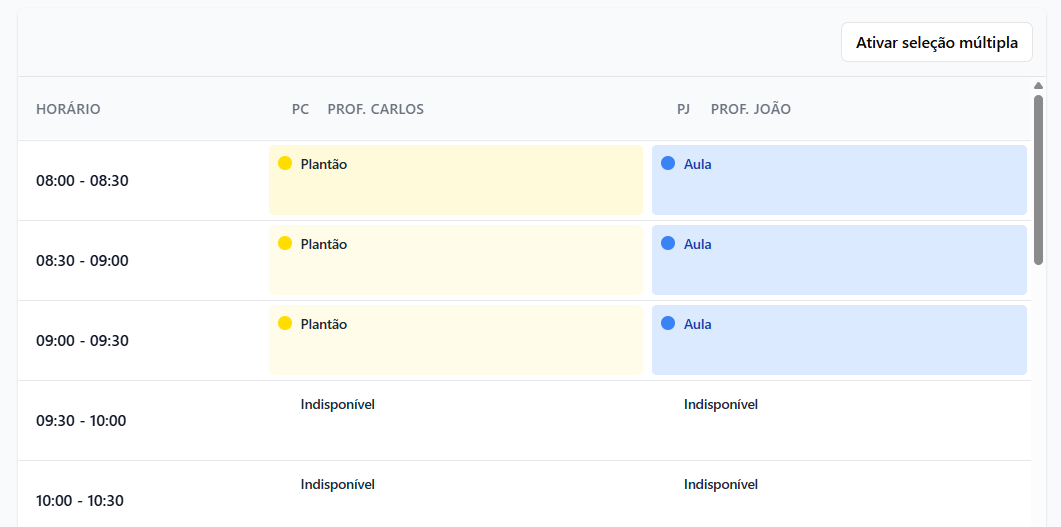 Ativar seleção múltipla
HORÁRIO PC PROF. CARLOS PJ PROF. JOÃO
08:00 - 08:30 Plantão Aula
08:30 - 09:00 Plantão Aula
09:00 - 09:30 Plantão Aula
09:30 - 10:00 Indisponível Indisponível
10:00 - 10:30 Indisponível Indisponível